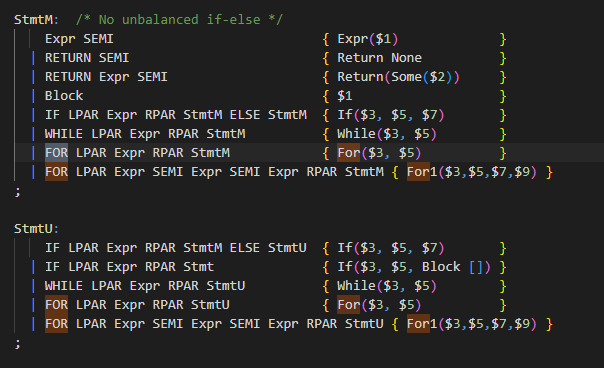 StmtM:  /* No unbalanced if-else */
    Expr SEMI                           { Expr($1)            }
  | RETURN SEMI                         { Return None         }
  | RETURN Expr SEMI                    { Return(Some($2))    }
  | Block                               { $1                  }
  | IF LPAR Expr RPAR StmtM ELSE StmtM  { If($3, $5, $7)      }
  | WHILE LPAR Expr RPAR StmtM          { While($3, $5)       }
  | FOR LPAR Expr RPAR StmtM            { For($3, $5)         }
  | FOR LPAR Expr SEMI Expr SEMI Expr RPAR StmtM { For1($3,$5,$7,$9) }
;
StmtU:
    IF LPAR Expr RPAR StmtM ELSE StmtU  { If($3, $5, $7)      }
  | IF LPAR Expr RPAR Stmt              { If($3, $5, Block []) }
  | WHILE LPAR Expr RPAR StmtU          { While($3, $5)       }
  | FOR LPAR Expr RPAR StmtU            { For($3, $5)         }
  | FOR LPAR Expr SEMI Expr SEMI Expr RPAR StmtU { For1($3,$5,$7,$9) }
;